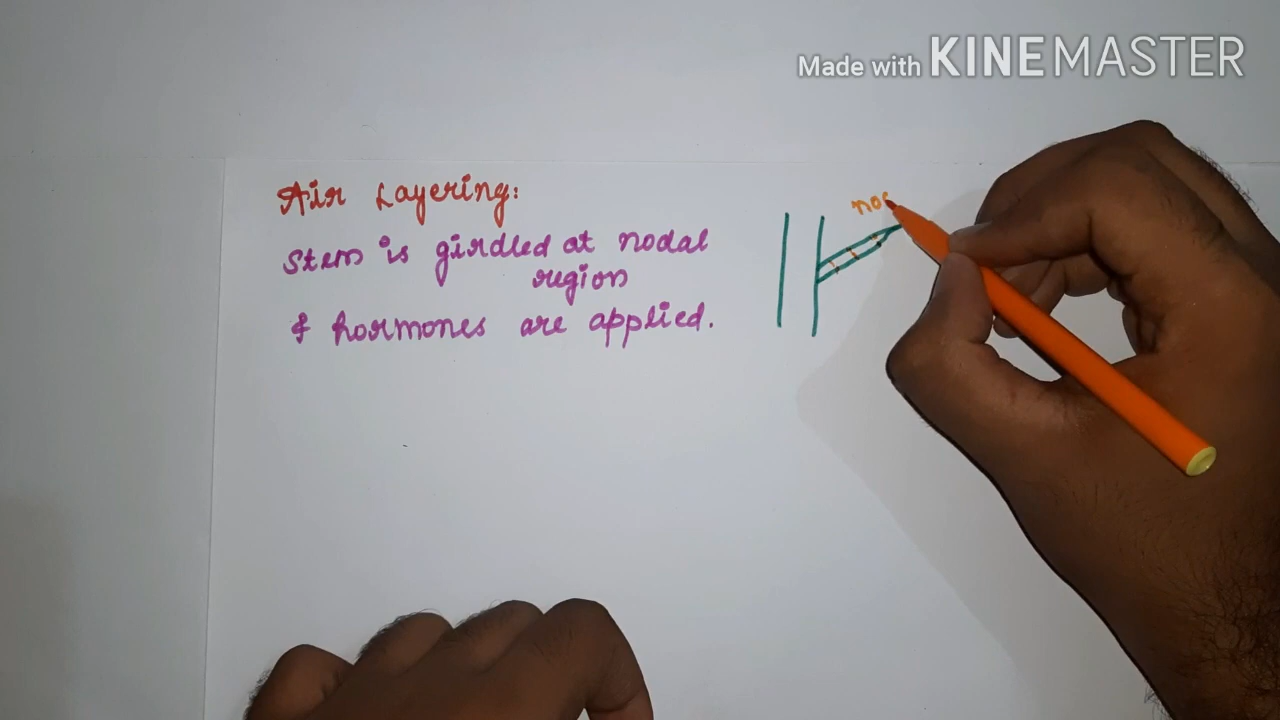 Made with KINEMASTER
Air Layering:
Stem is girdled at nodal
region
& hormones are applied.